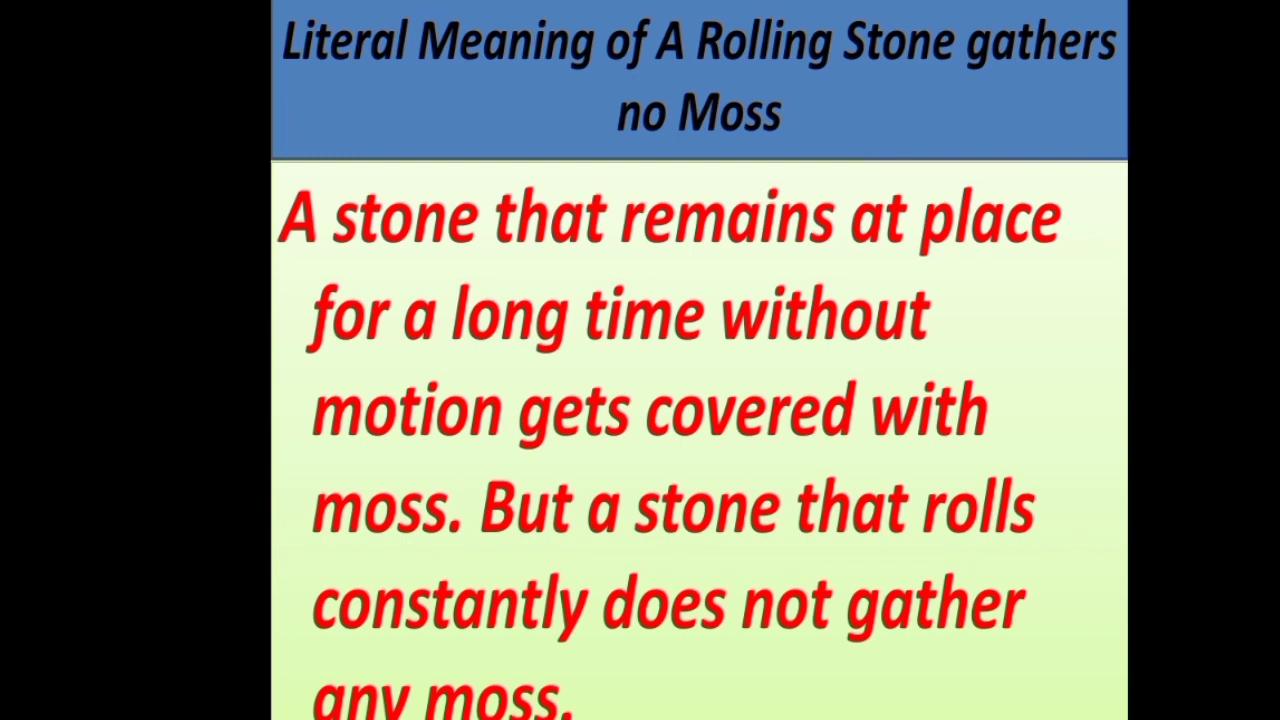 Literal Meaning of A Rolling Stone gathers
no Moss
A stone that remains at place
for a long time without
motion gets covered with
moss. But a stone that rolls
constantly does not gather
any moss.